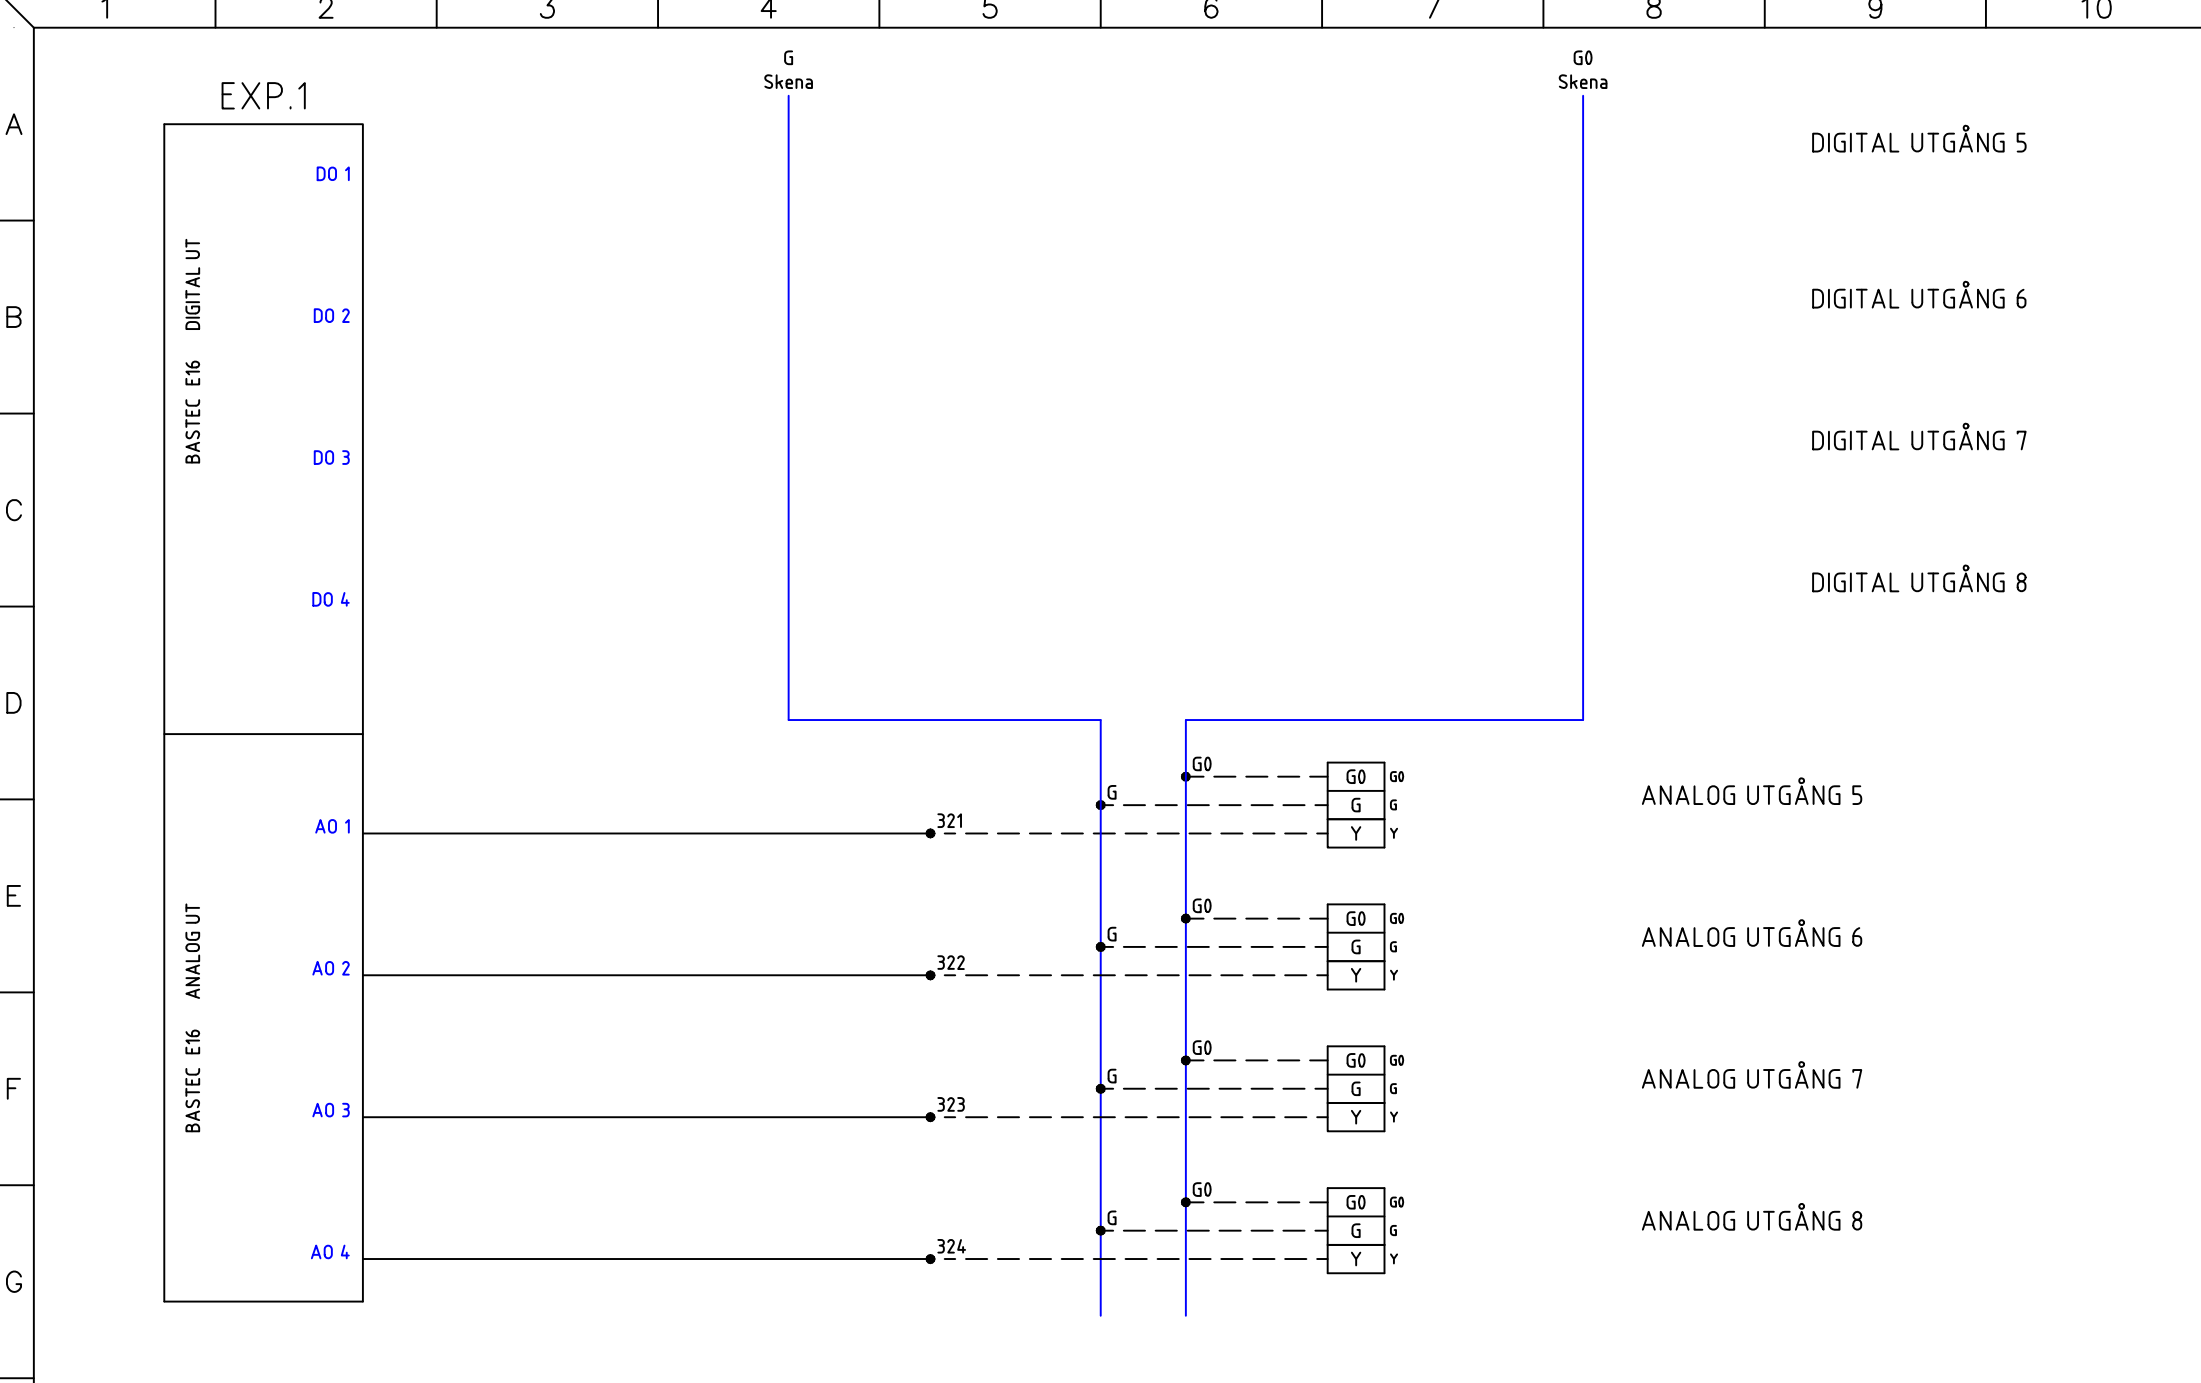 1 2 3 4 5 6 7 8 9 10
G
Skena
G0
Skena
EXP.1
A
DIGITAL UTGÅNG 5
DO 1
BASTEC E16 DIGITAL UT
DIGITAL UTGÅNG 6
B
DO 2
DIGITAL UTGÅNG 7
DO 3
C
DIGITAL UTGÅNG 8
DO 4
D
G0 G0 G0
G G G
ANALOG UTGÅNG 5
AO 1 321 Y Y
E
BASTEC E16 ANALOG UT
G0 G0 G0
G G G
ANALOG UTGÅNG 6
AO 2 322 Y Y
G0 G0 G0
F
G G G
ANALOG UTGÅNG 7
AO 3 323 Y Y
G0 G0 G0
G G G
ANALOG UTGÅNG 8
AO 4 324 Y Y
G